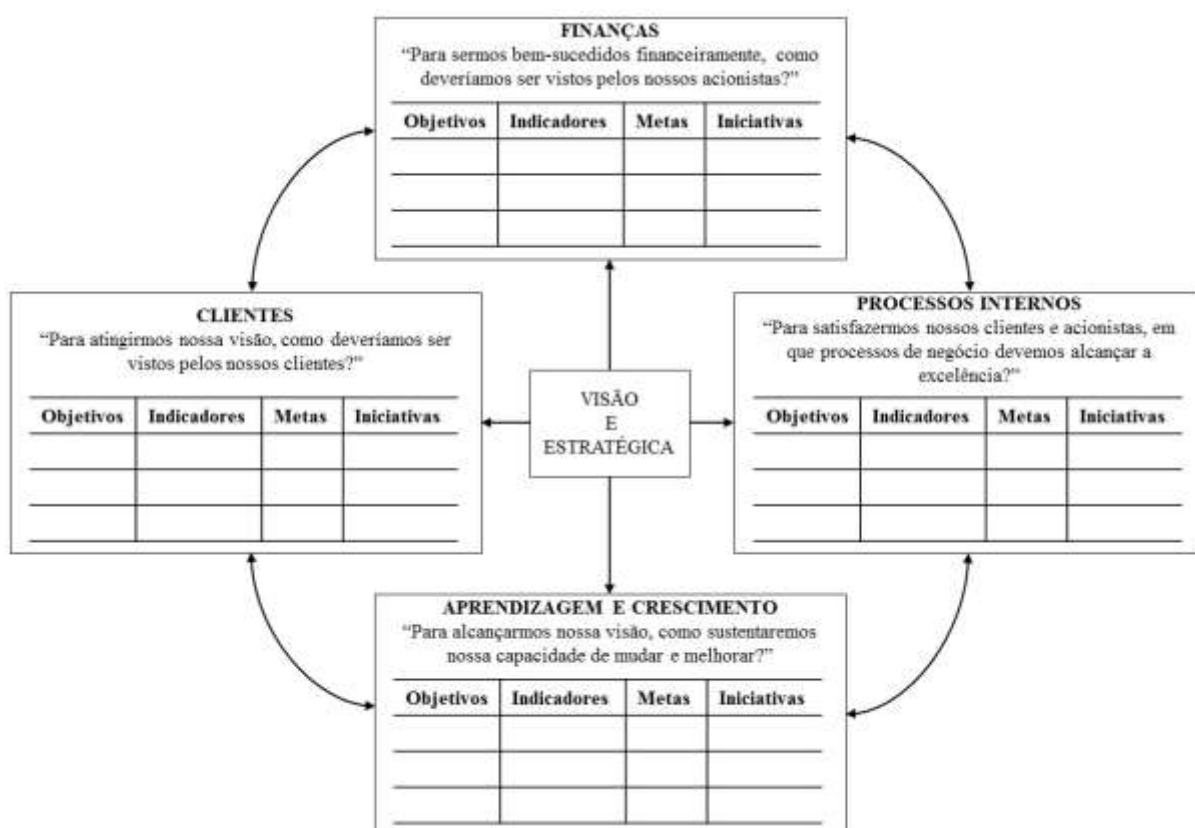 FINANÇAS
“Para sermos bem-sucedidos financeiramente, como
deveríamos ser vistos pelos nossos acionistas?”
Objetivos Indicadores Metas Iniciativas
CLIENTES
“Para atingirmos nossa visão, como deveríamos ser
vistos pelos nossos clientes?”
Objetivos Indicadores Metas Iniciativas
VISÃO
E
ESTRATÉGICA
PROCESSOS INTERNOS
“Para satisfazermos nossos clientes e acionistas, em
que processos de negócio devemos alcançar a
excelência?”
Objetivos Indicadores Metas Iniciativas
APRENDIZAGEM E CRESCIMENTO
“Para alcançarmos nossa visão, como sustentaremos
nossa capacidade de mudar e melhorar?”
Objetivos Indicadores Metas Iniciativas